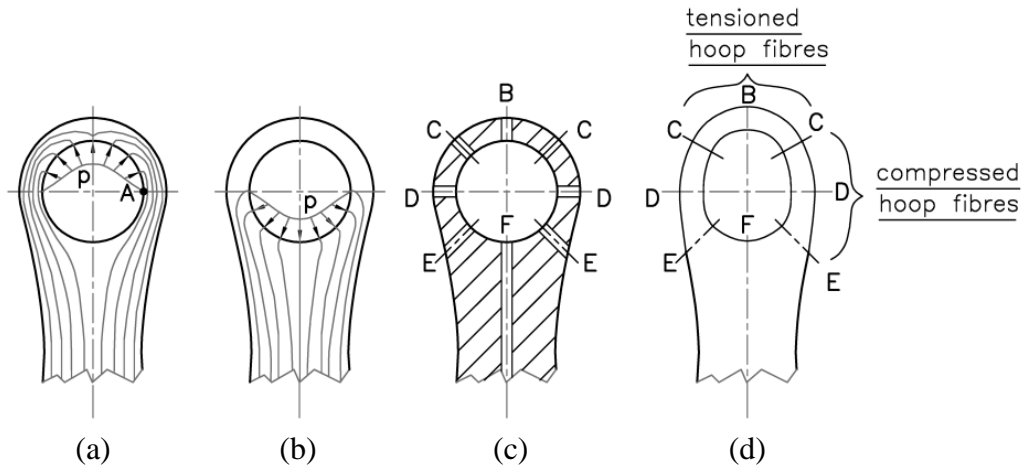 tensioned
hoop fibres
B
B
C
C
C
C
p
A
p
D
D
D
D
compressed
hoop fibres
F
F
E
E
E
E
(a)
(b)
(c)
(d)